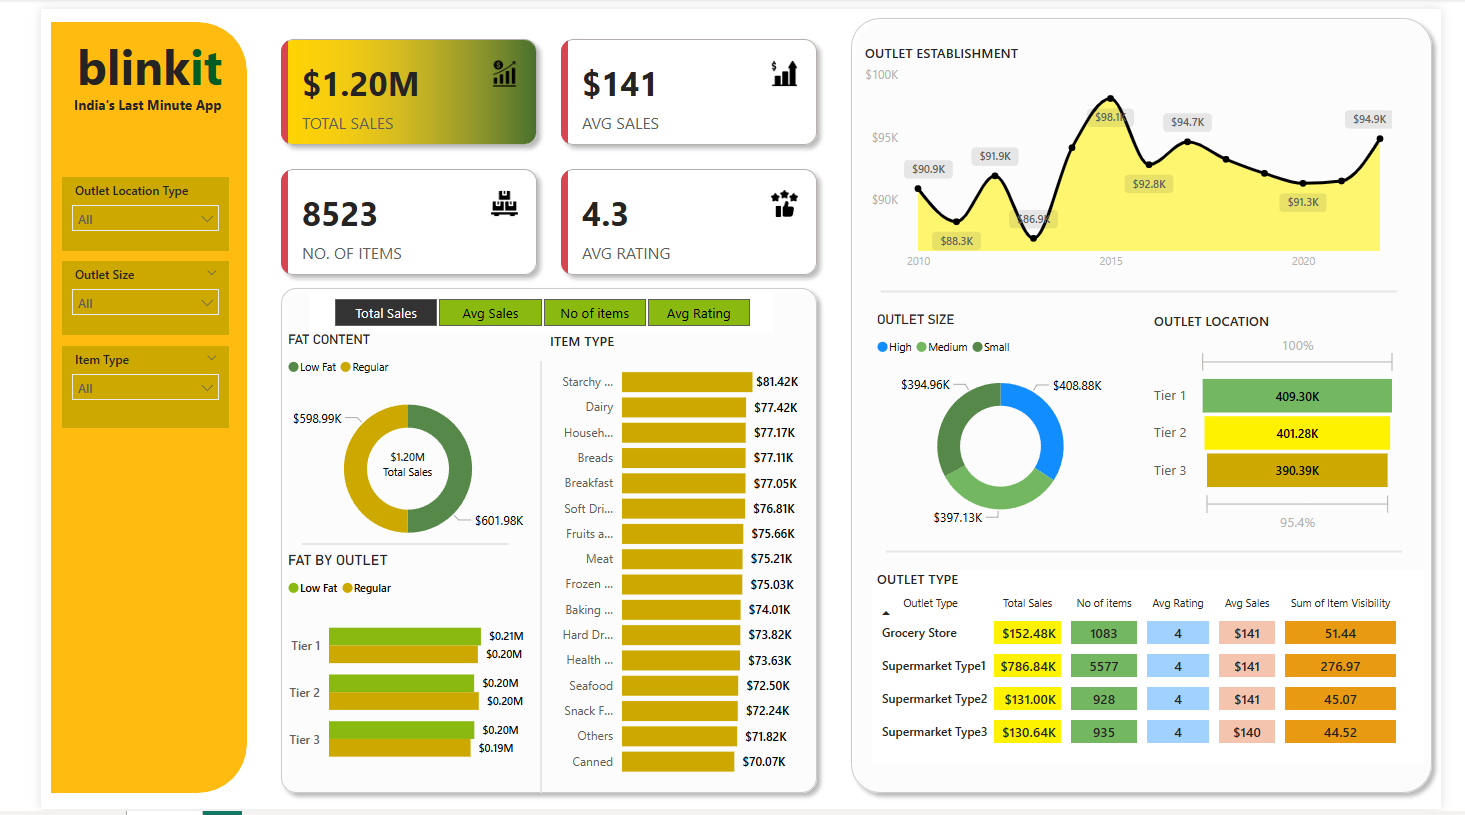 blinkit
India's Last Minute App
Outlet Location Type
All
Outlet Size
All
Item Type
All
$1.20M
TOTAL SALES
$141
AVG SALES
8523
NO. OF ITEMS
4.3
AVG RATING
Total Sales Avg Sales No of items Avg Rating
FAT CONTENT
Low Fat Regular
$598.99K
$1.20M
Total Sales
$601.98K
FAT BY OUTLET
Low Fat Regular
Tier 1 $0.21M
$0.20M
Tier 2 $0.20M
$0.20M
Tier 3 $0.20M
$0.19M
ITEM TYPE
Starchy ... $81.42K
Dairy $77.42K
Househ... $77.17K
Breads $77.11K
Breakfast $77.05K
Soft Dri... $76.81K
Fruits a... $75.66K
Meat $75.21K
Frozen ... $75.03K
Baking ... $74.01K
Hard Dr... $73.82K
Health ... $73.63K
Seafood $72.50K
Snack F... $72.24K
Others $71.82K
Canned $70.07K
OUTLET ESTABLISHMENT
$100K
$95K
$90K
$90.9K
$88.3K
$91.9K
$86.9K
$98.1K
$92.8K
$94.7K
$91.3K
$94.9K
2010 2015 2020
OUTLET SIZE
High Medium Small
$394.96K
$408.88K
$397.13K
OUTLET LOCATION
100%
Tier 1 409.30K
Tier 2 401.28K
Tier 3 390.39K
95.4%
OUTLET TYPE
Outlet Type Total Sales No of items Avg Rating Avg Sales Sum of Item Visibility
Grocery Store $152.48K 1083 4 $141 51.44
Supermarket Type1 $786.84K 5577 4 $141 276.97
Supermarket Type2 $131.00K 928 4 $141 45.07
Supermarket Type3 $130.64K 935 4 $140 44.52